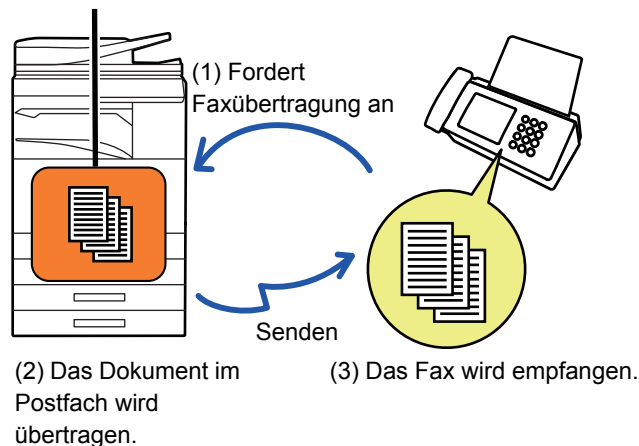 (1) Fordert
Faxübertragung an
Senden
(2) Das Dokument im
Postfach wird
übertragen.
(3) Das Fax wird empfangen.